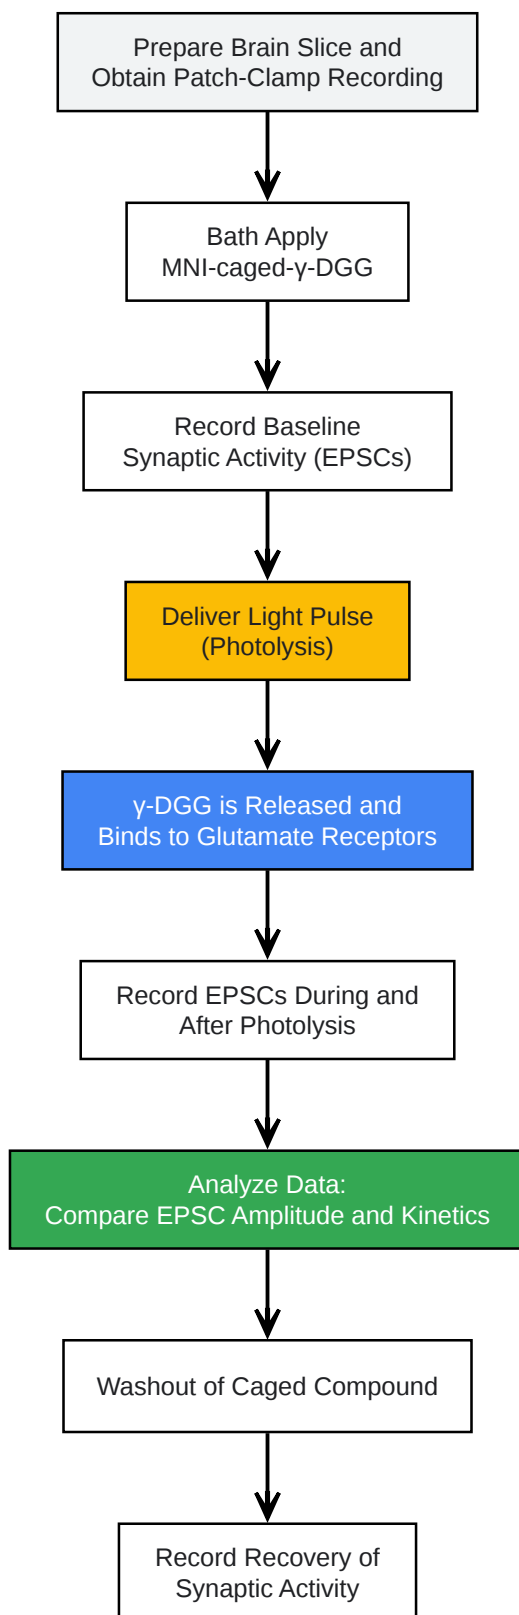 Prepare Brain Slice and
Obtain Patch-Clamp Recording
Bath Apply
MNI-caged-γ-DGG
Record Baseline
Synaptic Activity (EPSCs)
Deliver Light Pulse
(Photolysis)
γ-DGG is Released and
Binds to Glutamate Receptors
Record EPSCs During and
After Photolysis
Analyze Data:
Compare EPSC Amplitude and Kinetics
Washout of Caged Compound
Record Recovery of
Synaptic Activity